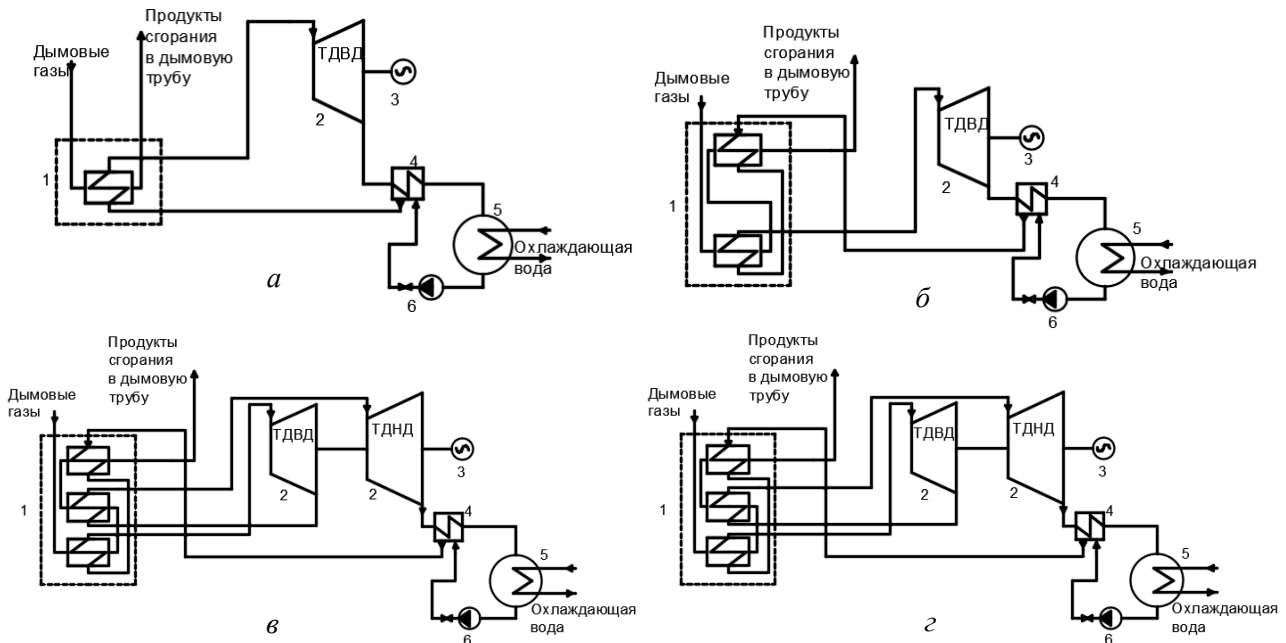 Дымовые
газы
Продукты
сгорания
в дымовую
трубу
ТДВД
2
3
1
4
5
Охлаждающая
вода
6
а
Дымовые
газы
Продукты
сгорания
в дымовую
трубу
ТДВД
2
3
1
4
5
Охлаждающая
вода
6
б
Дымовые
газы
Продукты
сгорания
в дымовую
трубу
ТДВД
2
ТДНД
2
3
1
4
5
Охлаждающая
вода
6
в
Дымовые
газы
Продукты
сгорания
в дымовую
трубу
ТДВД
2
ТДНД
2
3
1
4
5
Охлаждающая
вода
6
г